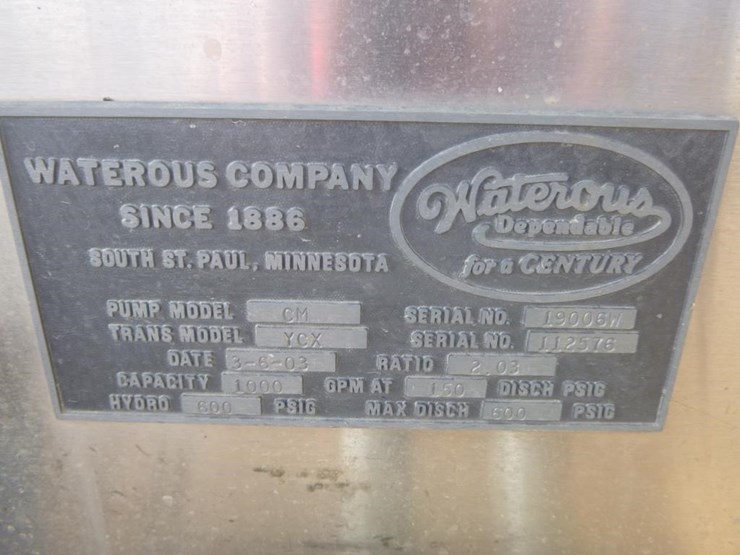 WATEROUS COMPANY
SINCE 1886
SOUTH ST. PAUL, MINNESOTA
Waterous
Dependable
for a CENTURY
PUMP MODEL CM SERIAL NO. 19006W
TRANS MODEL YCX SERIAL NO. 112576
DATE 3-6-03 RATIO 2.03
CAPACITY 1000 GPM AT 150 DISCH PSIG
HYDRO 600 PSIG MAX DISCH 600 PSIG